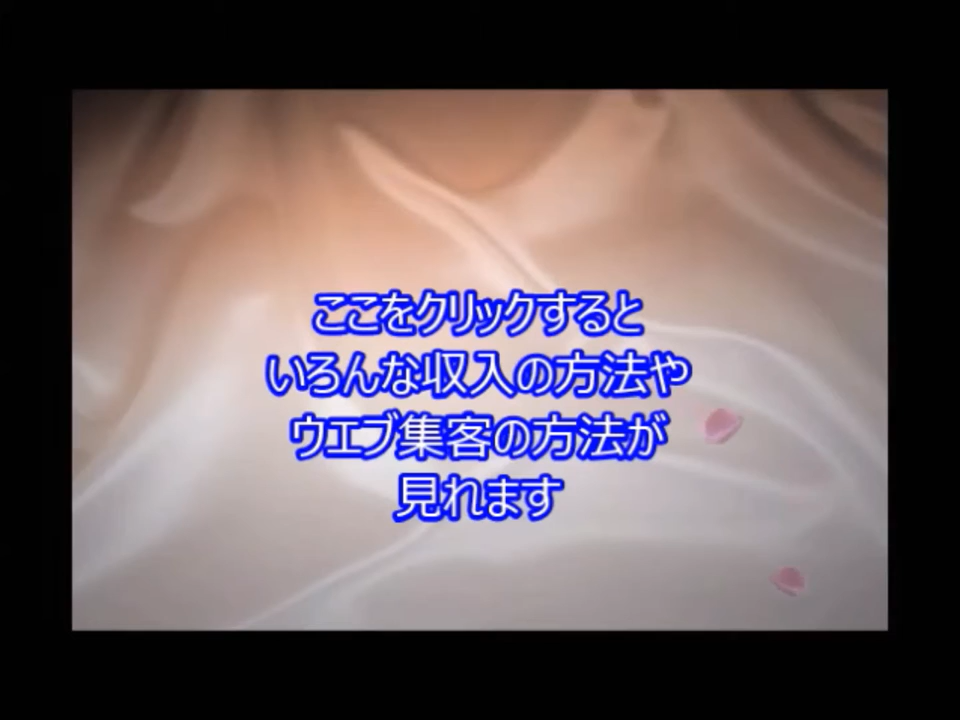 ここをクリックすると
いろんな収入の方法や
ウエブ集客の方法が
見れます